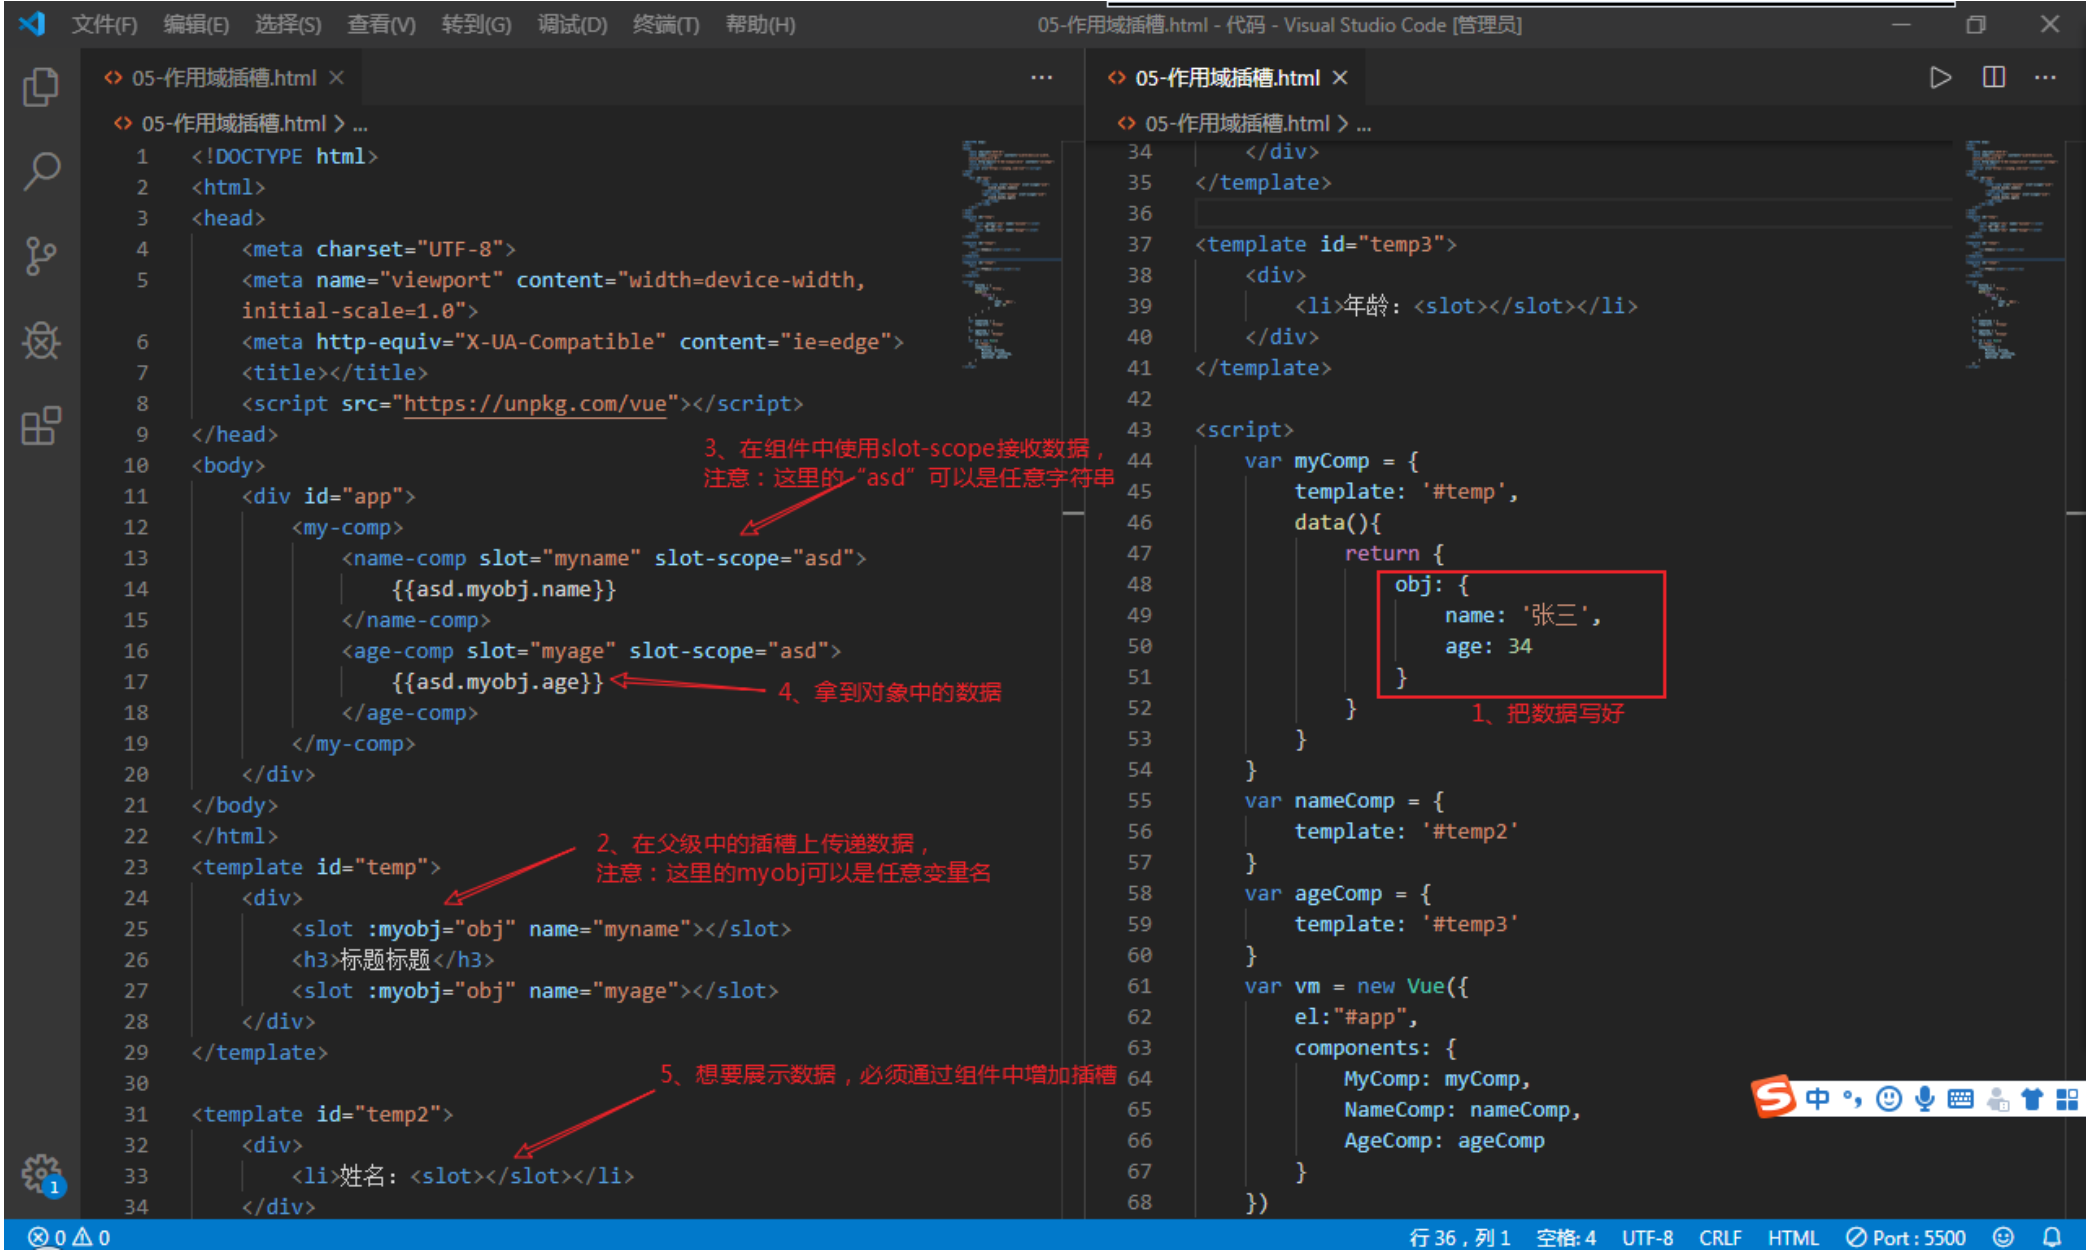 文件(F) 编辑(E) 选择(S) 查看(V) 转到(G) 调试(D) 终端(T) 帮助(H) 05-作用域插槽.html - 代码 - Visual Studio Code [管理员]
05-作用域插槽.html
05-作用域插槽.html > ...
1 <!DOCTYPE html>
2 <html>
3 <head>
4 <meta charset="UTF-8">
5 <meta name="viewport" content="width=device-width,
initial-scale=1.0">
6 <meta http-equiv="X-UA-Compatible" content="ie=edge">
7 <title></title>
8 <script src="https://unpkg.com/vue"></script>
9 </head>
3、在组件中使用slot-scope接收数据，
注意：这里的“asd”可以是任意字符串
10 <body>
11 <div id="app">
12 <my-comp>
13 <name-comp slot="myname" slot-scope="asd">
14 {{asd.myobj.name}}
15 </name-comp>
16 <age-comp slot="myage" slot-scope="asd">
17 {{asd.myobj.age}}
4、拿到对象中的数据
18 </age-comp>
19 </my-comp>
20 </div>
21 </body>
22 </html>
2、在父级中的插槽上传递数据，
注意：这里的myobj可以是任意变量名
23 <template id="temp">
24 <div>
25 <slot :myobj="obj" name="myname"></slot>
26 <h3>标题标题</h3>
27 <slot :myobj="obj" name="myage"></slot>
28 </div>
29 </template>
30
5、想要展示数据，必须通过组件中增加插槽
31 <template id="temp2">
32 <div>
33 <li>姓名：<slot></slot></li>
34 </div>
05-作用域插槽.html
05-作用域插槽.html > ...
34 </div>
35 </template>
36
37 <template id="temp3">
38 <div>
39 <li>年龄：<slot></slot></li>
40 </div>
41 </template>
42
43 <script>
44 var myComp = {
45 template: '#temp',
46 data(){
47 return {
48 obj: {
49 name: '张三',
50 age: 34
51 }
52 }
1、把数据写好
53 }
54 }
55 var nameComp = {
56 template: '#temp2'
57 }
58 var ageComp = {
59 template: '#temp3'
60 }
61 var vm = new Vue({
62 el:"#app",
63 components: {
64 MyComp: myComp,
65 NameComp: nameComp,
66 AgeComp: ageComp
67 }
68 })
S 中
1
0 0 行 36，列 1 空格: 4 UTF-8 CRLF HTML Port : 5500